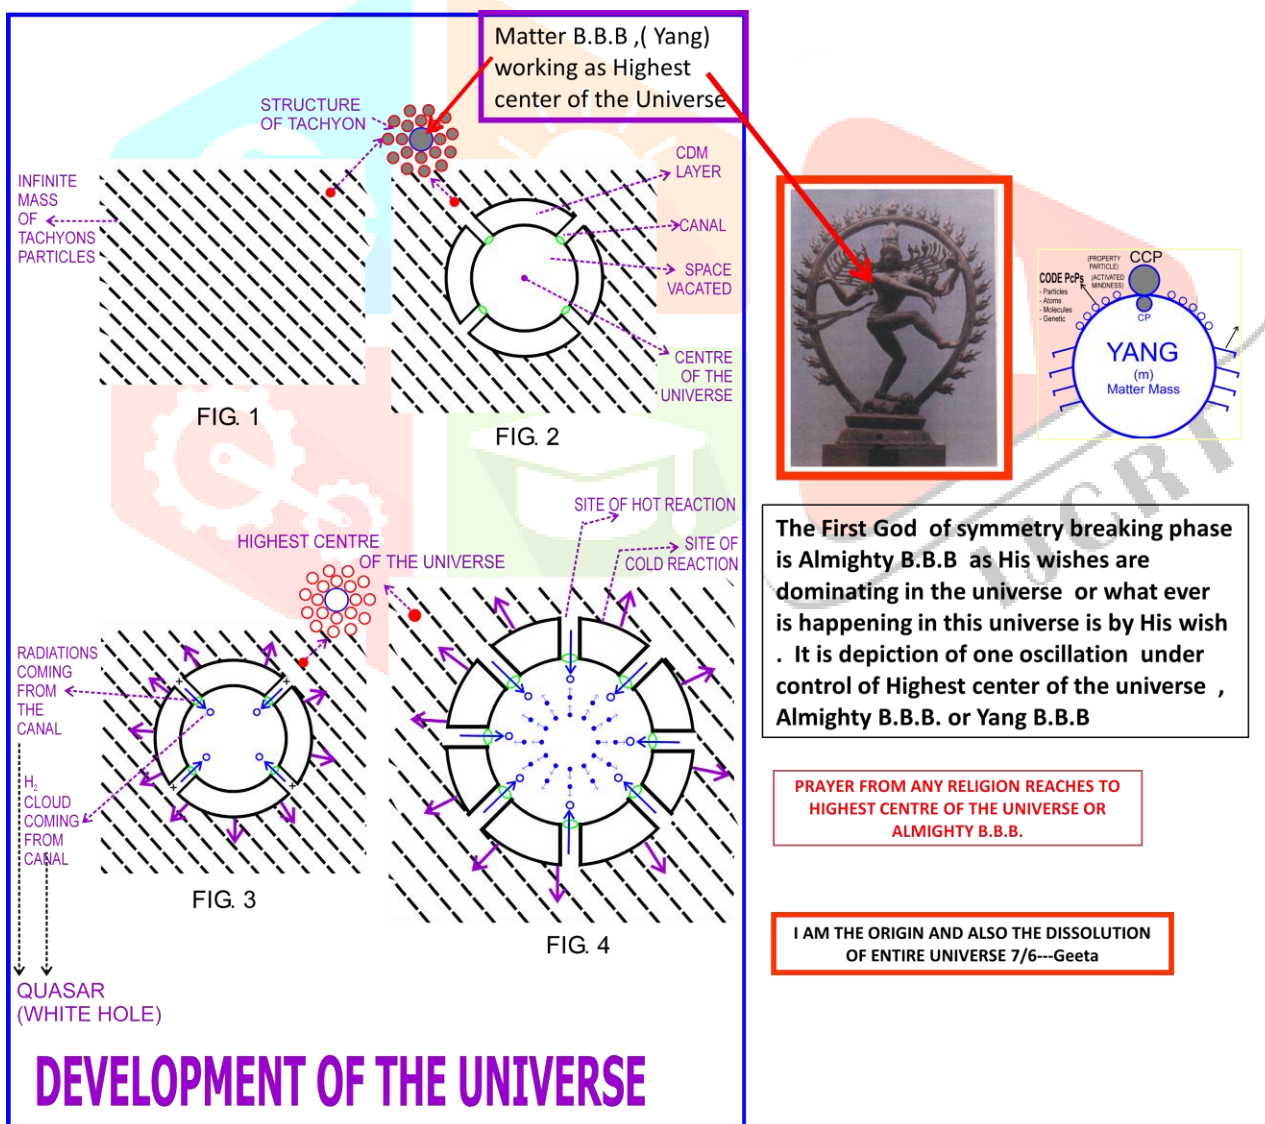 Matter B.B.B ,( Yang)
working as Highest
center of the Universe
STRUCTURE
OF TACHYON
INFINITE
MASS
OF
TACHYONS
PARTICLES
FIG. 1
CDM
LAYER
CANAL
SPACE
VACATED
CENTRE
OF THE
UNIVERSE
FIG. 2
HIGHEST CENTRE
OF THE UNIVERSE
SITE OF HOT REACTION
SITE OF
COLD REACTION
RADIATIONS
COMING
FROM
THE
CANAL
H₂
CLOUD
COMING
FROM
CANAL
+
+
+
+
FIG. 3
FIG. 4
QUASAR
(WHITE HOLE)
DEVELOPMENT OF THE UNIVERSE
(PROPERTY
PARTICLE)
CCP
CODE PcPs
(ACTIVATED
MINDNESS)
- Particles
- Atoms
- Molecules
- Genetic
CP
YANG
(m)
Matter Mass
IJCRT
The First God of symmetry breaking phase
is Almighty B.B.B as His wishes are
dominating in the universe or what ever
is happening in this universe is by His wish
. It is depiction of one oscillation under
control of Highest center of the universe ,
Almighty B.B.B. or Yang B.B.B
PRAYER FROM ANY RELIGION REACHES TO
HIGHEST CENTRE OF THE UNIVERSE OR
ALMIGHTY B.B.B.
I AM THE ORIGIN AND ALSO THE DISSOLUTION
OF ENTIRE UNIVERSE 7/6---Geeta